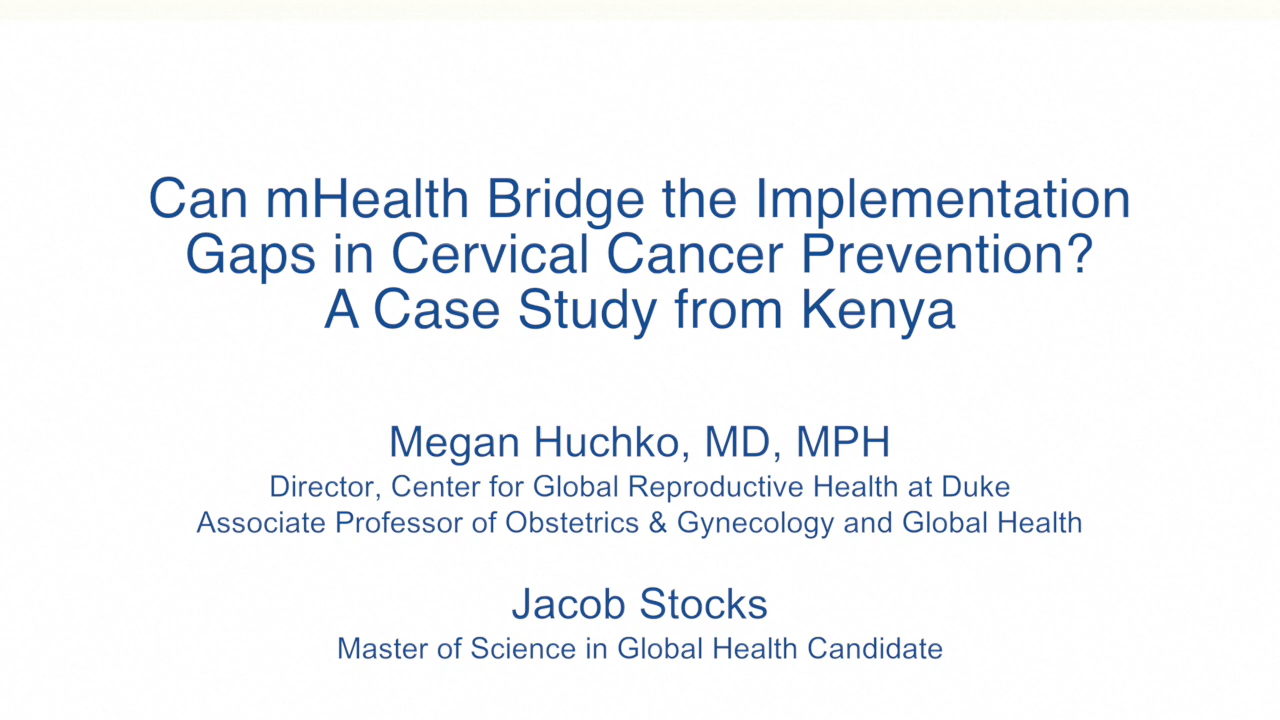 Can mHealth Bridge the Implementation
Gaps in Cervical Cancer Prevention?
A Case Study from Kenya
Megan Huchko, MD, MPH
Director, Center for Global Reproductive Health at Duke
Associate Professor of Obstetrics & Gynecology and Global Health
Jacob Stocks
Master of Science in Global Health Candidate